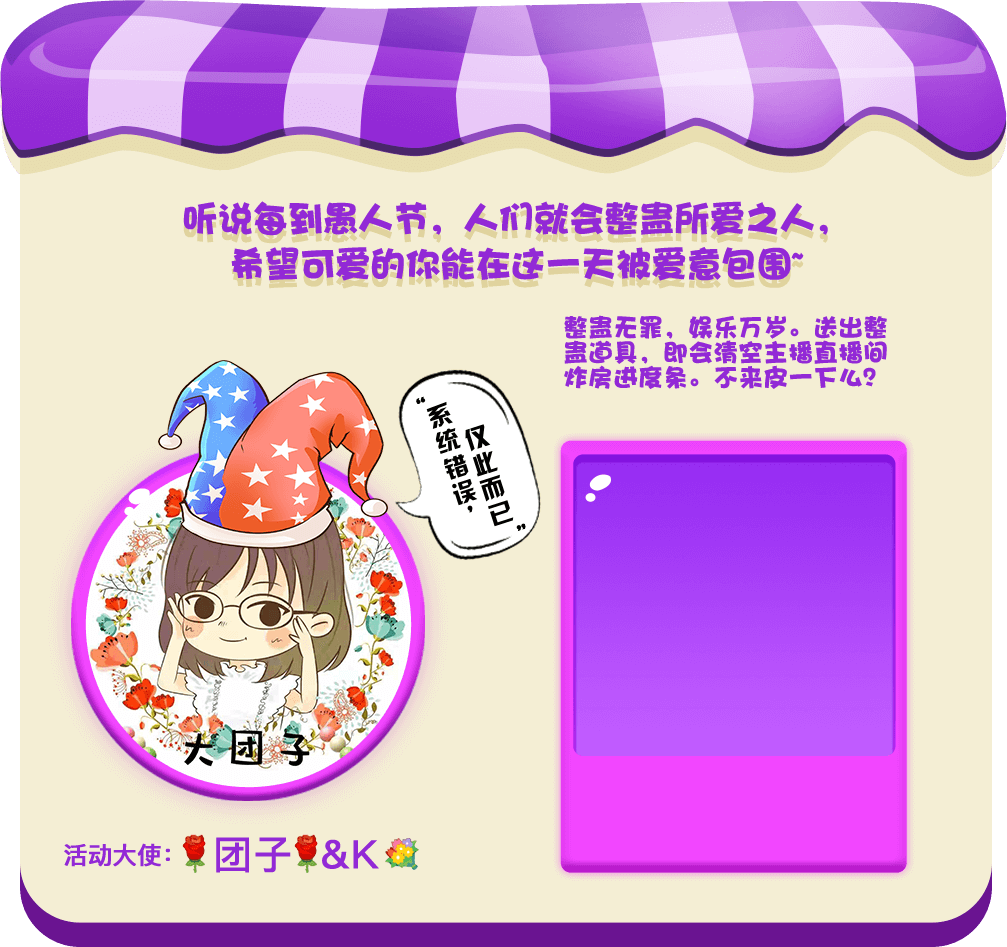 听说每到愚人节，人们就会整蛊所爱之人，
希望可爱的你能在这一天被爱意包围~
整蛊无罪，娱乐万岁。送出整
蛊道具，即会清空主播直播间
炸房进度条。不来皮一下么？
“系统错误，
仅此而已”
大团子
活动大使：🌹团子🌹&K💐